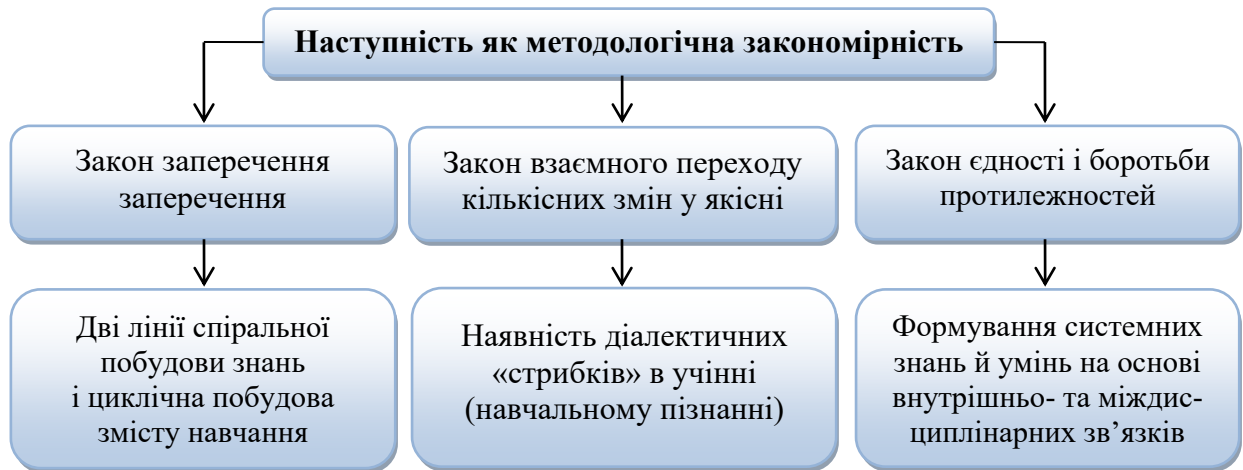 Наступність як методологічна закономірність
Закон заперечення
заперечення
Закон взаємного переходу
кількісних змін у якісні
Закон єдності і боротьби
протилежностей
Дві лінії спіральної
побудови знань
і циклічна побудова
змісту навчання
Наявність діалектичних
«стрибків» в учінні
(навчальному пізнанні)
Формування системних
знань й умінь на основі
внутрішньо- та міждис-
циплінарних зв’язків